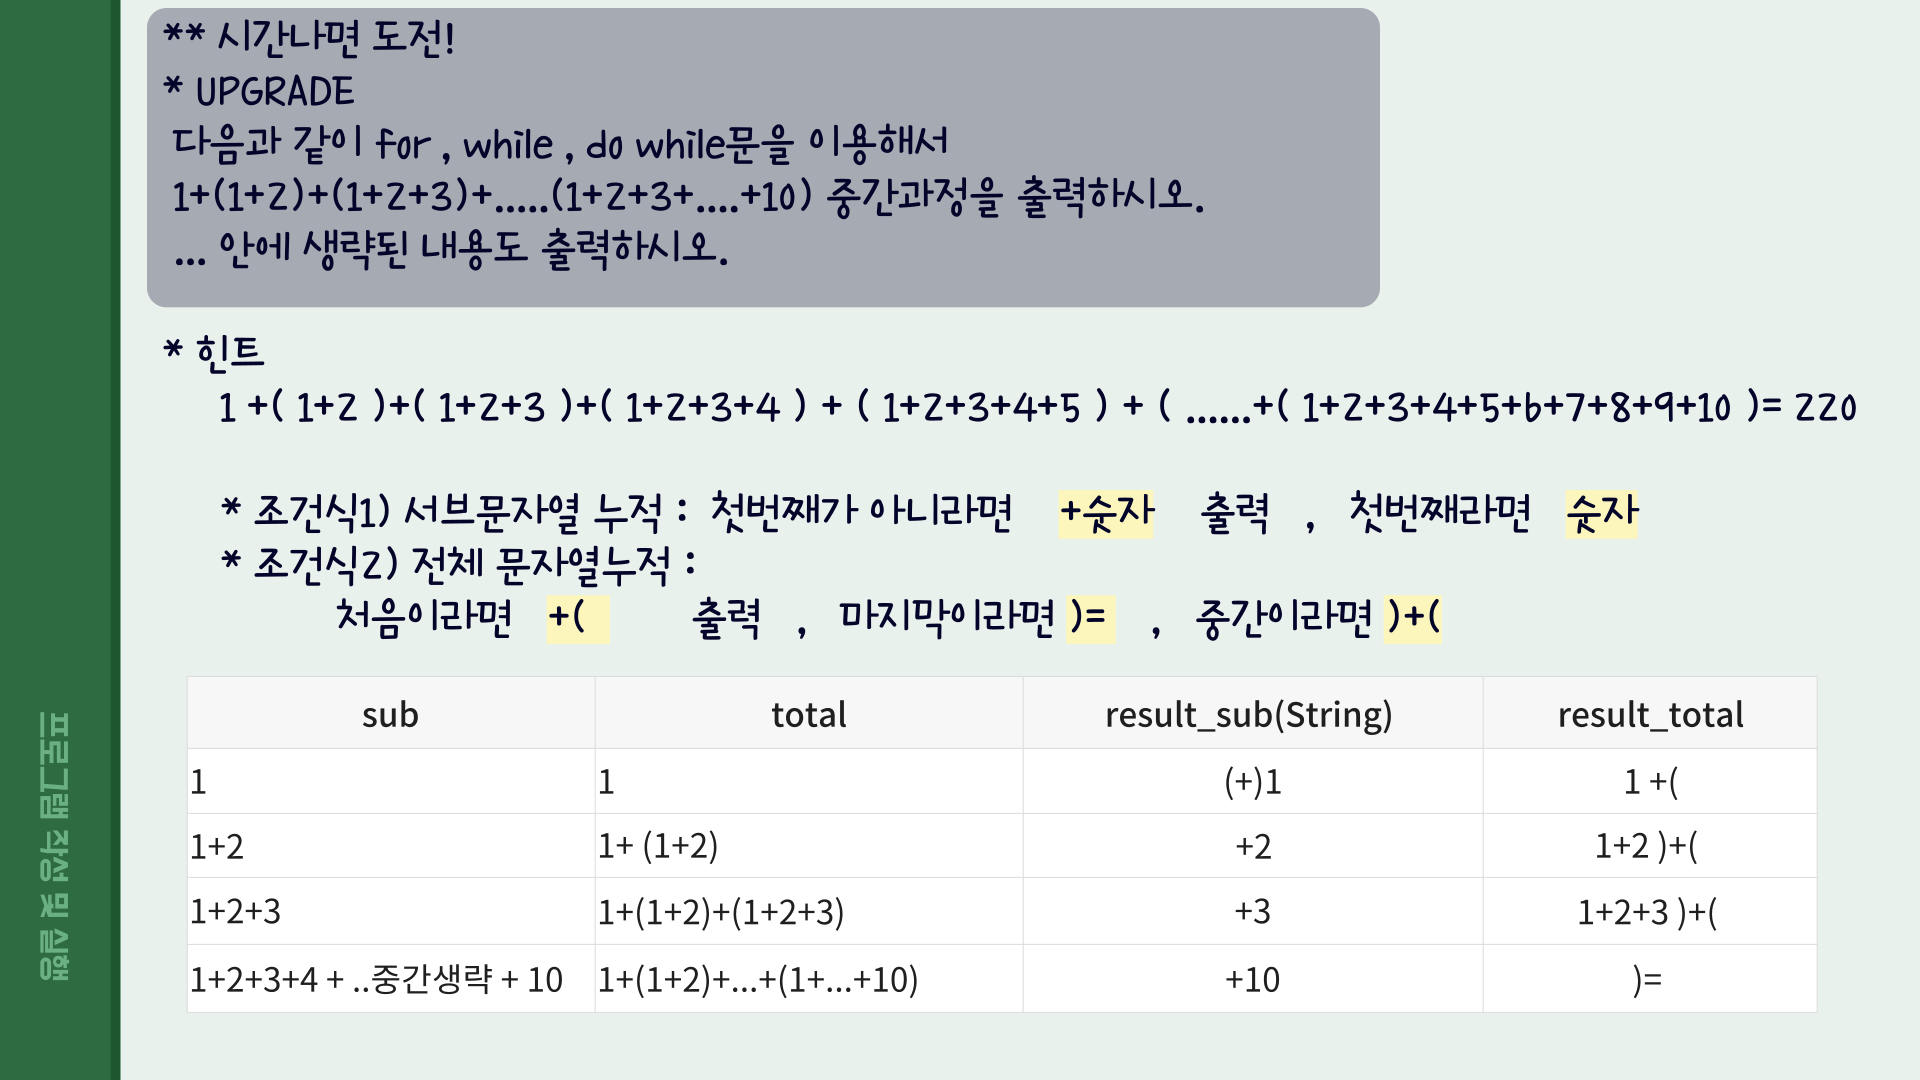 ** 시간나면 도전!
* UPGRADE
다음과 같이 for , while , do while문을 이용해서
1+(1+2)+(1+2+3)+.....(1+2+3+....+10) 중간과정을 출력하시오.
... 안에 생략된 내용도 출력하시오.
* 힌트
1 +( 1+2 )+( 1+2+3 )+( 1+2+3+4 ) + ( 1+2+3+4+5 ) + ( ......+( 1+2+3+4+5+6+7+8+9+10 )= 220
* 조건식1) 서브문자열 누적 : 첫번째가 아니라면 +숫자 출력 , 첫번째라면 숫자
* 조건식2) 전체 문자열누적 :
처음이라면 +( 출력 , 마지막이라면 )= , 중간이라면 )+(
sub total result_sub(String) result_total
1 1 (+)1 1 +(
1+2 1+ (1+2) +2 1+2 )+(
1+2+3 1+(1+2)+(1+2+3) +3 1+2+3 )+(
1+2+3+4 + ..중간생략 + 10 1+(1+2)+...+(1+...+10) +10 )=
프로그램 작성 및 실행